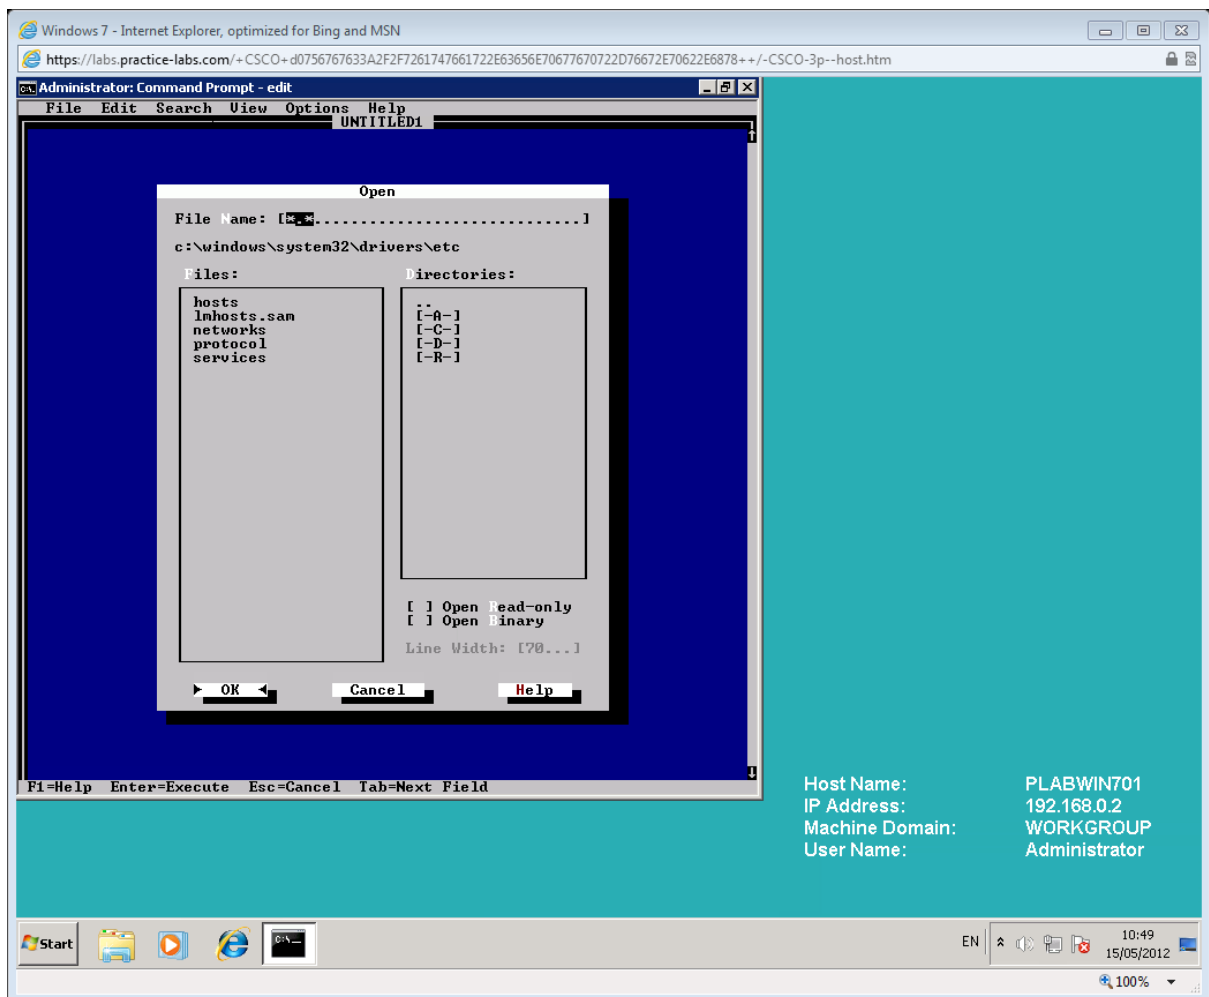 Windows 7 - Internet Explorer, optimized for Bing and MSN
https://labs.practice-labs.com/+CSCO+d0756767633A2F2F7261747661722E63656E70677670722D76672E70622E6878++/-CSCO-3p--host.htm
Administrator: Command Prompt - edit
File Edit Search View Options Help
UNTITLED1
Open
File Name: [*.*..............................]
c:\windows\system32\drivers\etc
Files:
Directories:
hosts
lmhosts.sam
networks
protocol
services
..
[-A-]
[-C-]
[-D-]
[-R-]
[ ] Open Read-only
[ ] Open Binary
Line Width: [70...]
OK Cancel Help
F1=Help Enter=Execute Esc=Cancel Tab=Next Field
Host Name: PLABWIN701
IP Address: 192.168.0.2
Machine Domain: WORKGROUP
User Name: Administrator
Start
C:\_
EN
10:49
15/05/2012
100%